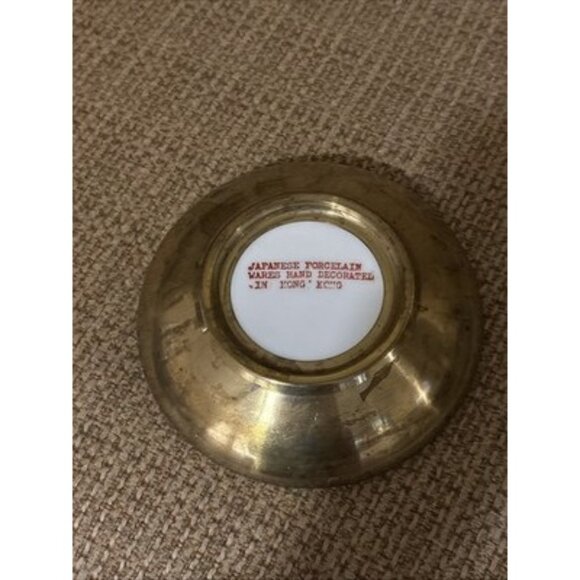 JAPANESE PORCELAIN
WARES HAND DECORATED
IN HONG KONG